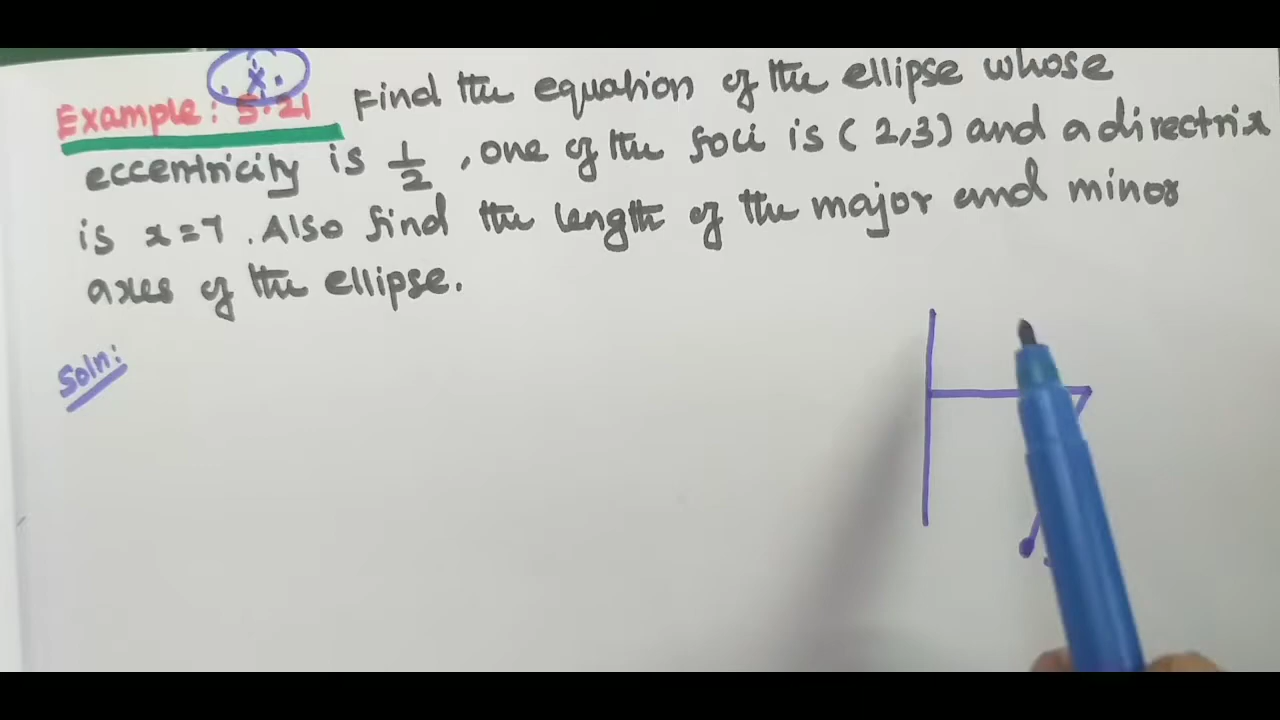 .x.
Example: 5.21 Find the equation of the ellipse whose
eccentricity is 1/2, one of the foci is (2,3) and a directrix
is x=7. Also find the length of the major and minor
axes of the ellipse.
Soln: